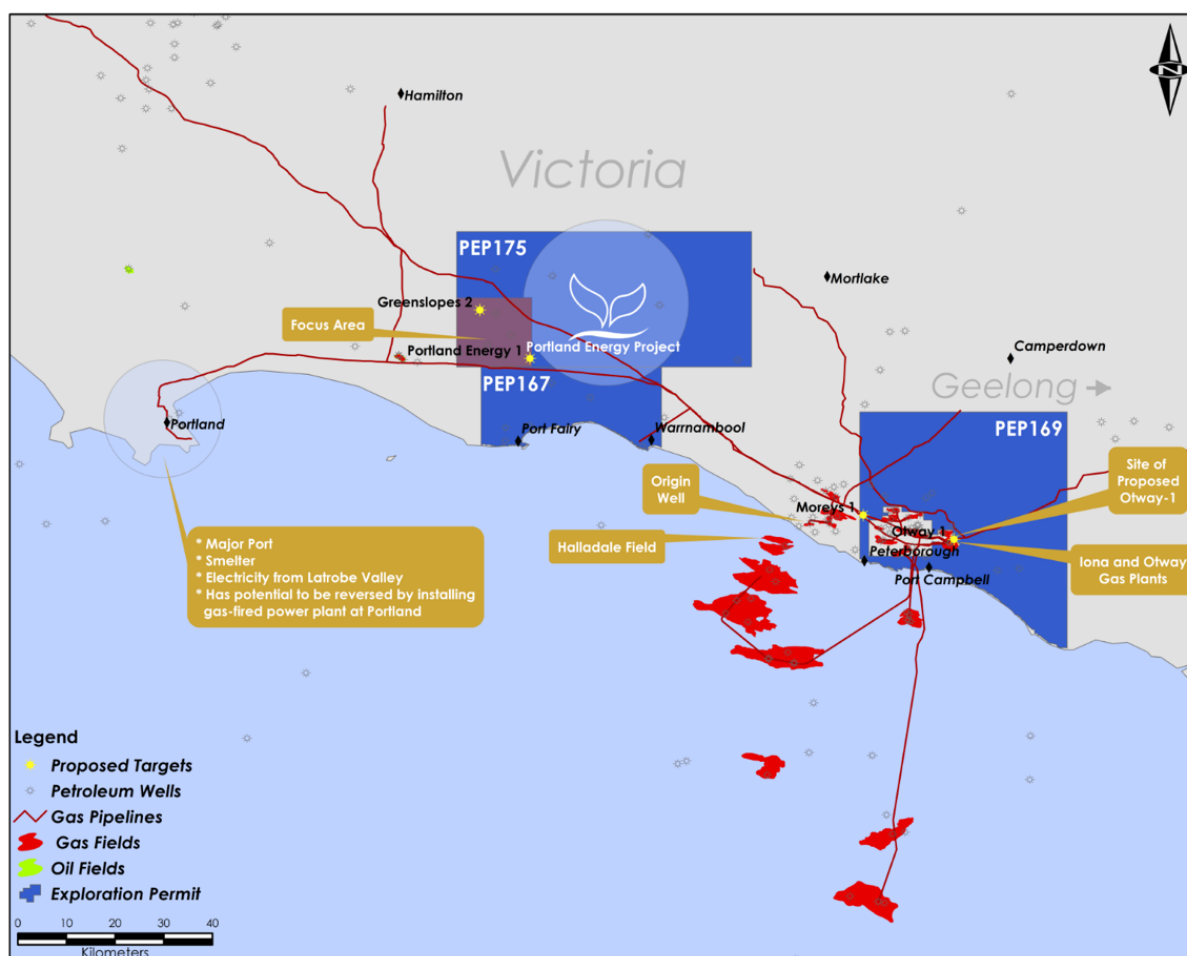 Hamilton
Victoria
PEP175
Mortlake
Greenslopes 2
Focus Area
Portland Energy 1
Portland Energy Project
Camperdown
PEP167
Geelong
Portland
Port Fairy
Warrnambool
PEP169
Origin
Well
Site of
Proposed
Otway-1
Moreys 1
Otway 1
Halladale Field
Peterborough
Port Campbell
Iona and Otway
Gas Plants
* Major Port
* Smelter
* Electricity from Latrobe Valley
* Has potential to be reversed by installing
gas-fired power plant at Portland
Legend
Proposed Targets
Petroleum Wells
Gas Pipelines
Gas Fields
Oil Fields
Exploration Permit
0 10 20 30 40
Kilometers
N